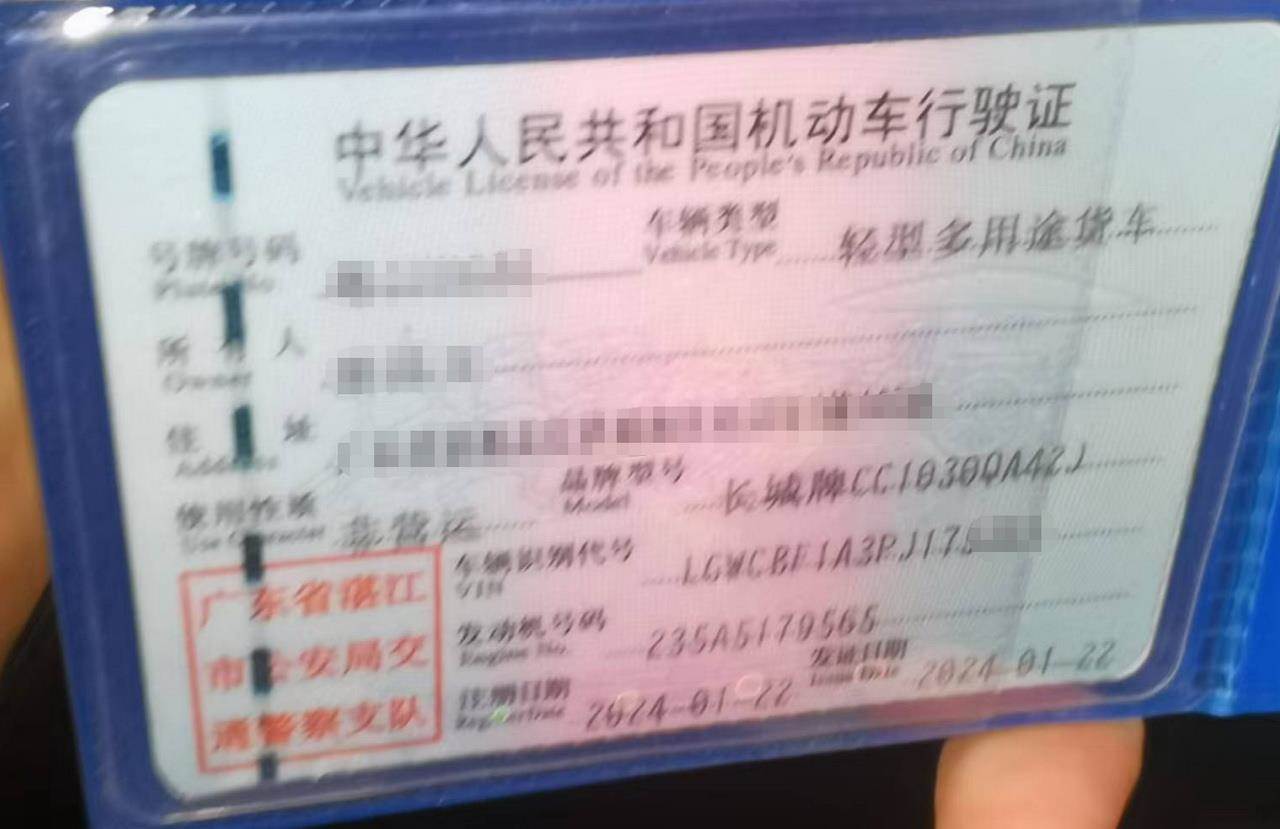 中华人民共和国机动车行驶证
Vehicle License of the People's Republic of China
号牌号码
Plate No
车辆类型
Vehicle Type
轻型多用途货车
所有人
Owner
住址
Address
使用性质
Use Character
非营运
品牌型号
Model
长城牌CC1030QA42J
车辆识别代号
VIN
LGWCBF1A3PJ17
发动机号码
Engine No.
235A5179565
注册日期
Register Date
2024-01-22
发证日期
Issue Date
2024-01-22
广东省湛江
市公安局交
通警察支队